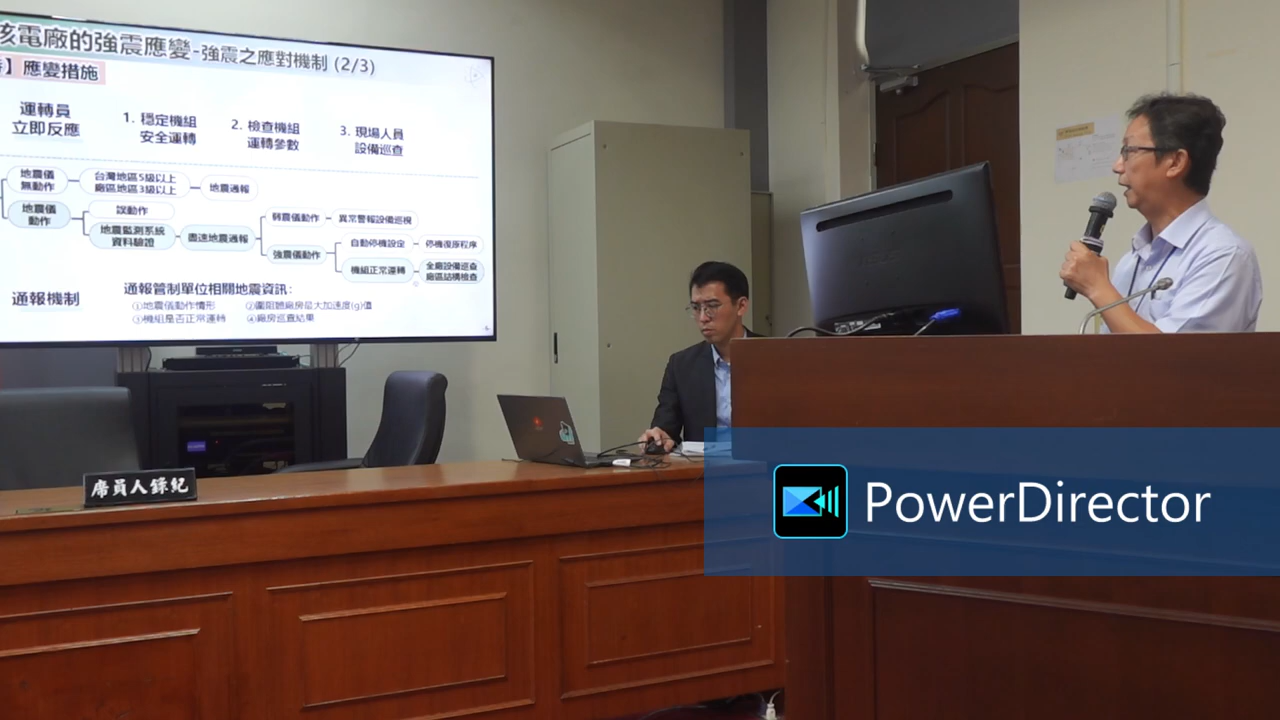 核電廠的強震應變-強震之應對機制 (2/3)
】應變措施
運轉員
立即反應
1. 穩定機組
安全運轉
2. 檢查機組
運轉參數
3. 現場人員
設備巡查
地震儀
無動作
台灣地區5級以上
廠區地區3級以上
地震通報
地震儀
動作
誤動作
地震監測系統
資料驗證
盡速地震通報
弱震儀動作
異常警報設備巡視
強震儀動作
自動停機設定
停機復原程序
機組正常運轉
全廠設備巡查
廠區結構檢查
通報機制
通報管制單位相關地震資訊:
①地震儀動作情形
②圍阻體廠房最大加速度(g)值
③機組是否正常運轉
④廠房巡查結果
6
席員人錄紀
PowerDirector